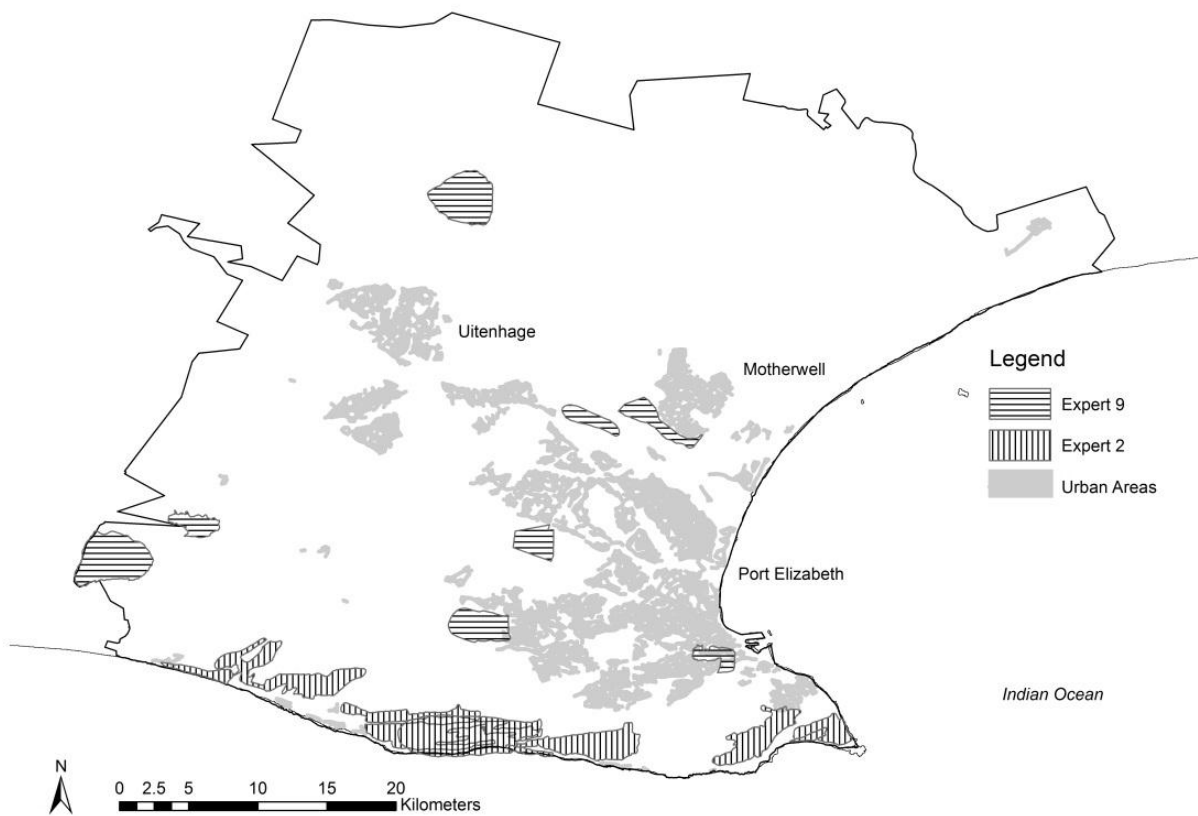 Uitenhage
Motherwell
Legend
Expert 9
Expert 2
Urban Areas
Port Elizabeth
Indian Ocean
N
0 2.5 5 10 15 20
Kilometers